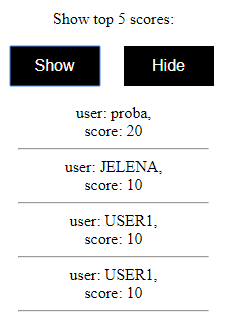 Show top 5 scores:
Show Hide
user: proba,
score: 20
user: JELENA,
score: 10
user: USER1,
score: 10
user: USER1,
score: 10